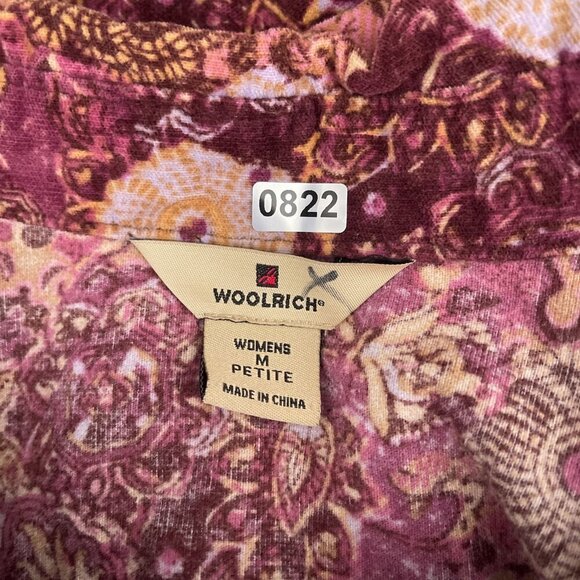 0822
WOOLRICH®
WOMENS
M
PETITE
MADE IN CHINA